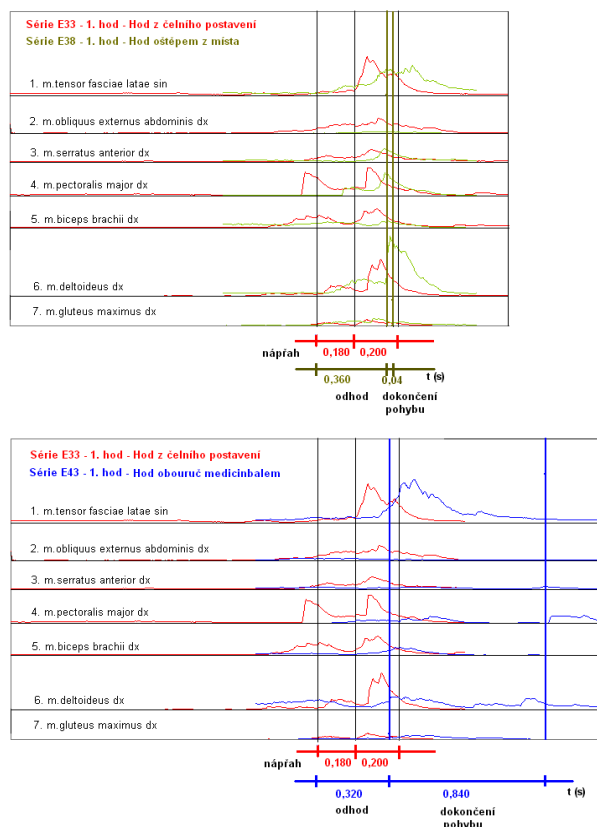 Série E33 - 1. hod - Hod z čelního postavení
Série E38 - 1. hod - Hod oštěpem z místa
1. m.tensor fasciae latae sin
2. m.obliquus externus abdominis dx
3. m.serratus anterior dx
4. m.pectoralis major dx
5. m.biceps brachii dx
6. m.deltoideus dx
7. m.gluteus maximus dx
nápřah 0,180 0,200
0,360 0,04 t (s)
odhod dokončení
pohybu
Série E33 - 1. hod - Hod z čelního postavení
Série E43 - 1. hod - Hod obouruč medicinbalem
1. m.tensor fasciae latae sin
2. m.obliquus externus abdominis dx
3. m.serratus anterior dx
4. m.pectoralis major dx
5. m.biceps brachii dx
6. m.deltoideus dx
7. m.gluteus maximus dx
nápřah 0,180 0,200
0,320 0,840 t (s)
odhod dokončení
pohybu